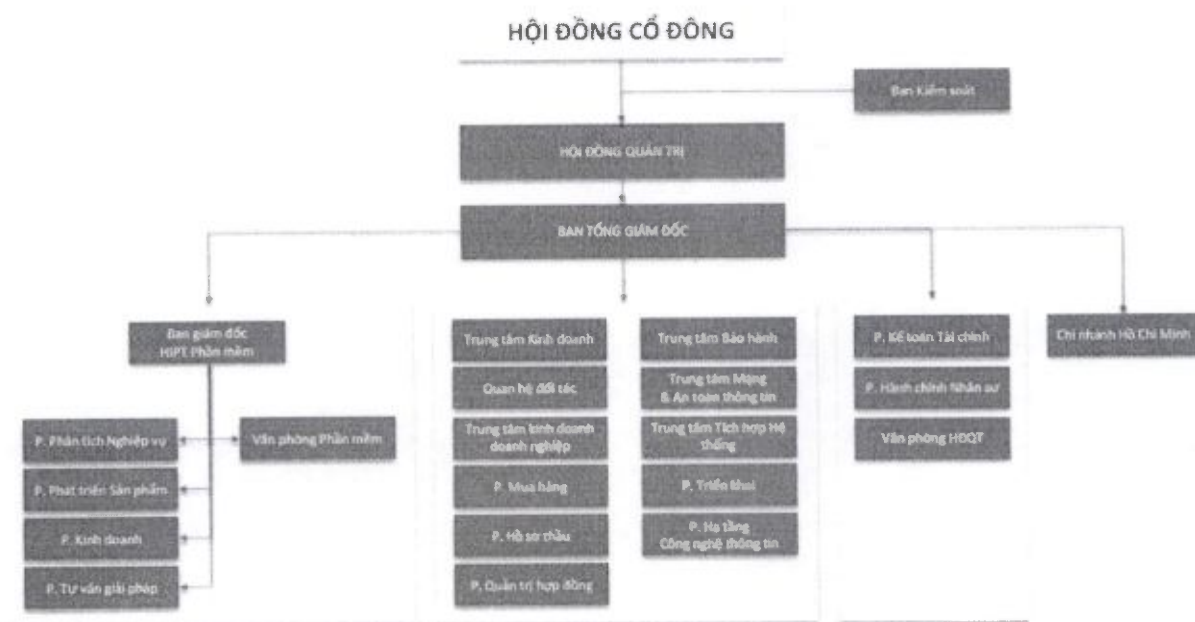 HỘI ĐỒNG CỔ ĐÔNG
Ban Kiểm soát
HỘI ĐỒNG QUẢN TRỊ
BAN TỔNG GIÁM ĐỐC
Ban giám đốc
HIPT Phần mềm
P. Phân tích Nghiệp vụ
Văn phòng Phần mềm
P. Phát triển Sản phẩm
P. Kinh doanh
P. Tư vấn giải pháp
Trung tâm Kinh doanh
Quan hệ đối tác
Trung tâm kinh doanh
doanh nghiệp
P. Mua hàng
P. Hồ sơ thầu
P. Quản trị hợp đồng
Trung tâm Bảo hành
Trung tâm Mạng
& An toàn thông tin
Trung tâm Tích hợp Hệ
thống
P. Triển khai
P. Hạ tầng
Công nghệ thông tin
P. Kế toán Tài chính
P. Hành chính Nhân sự
Văn phòng HĐQT
Chi nhánh Hồ Chí Minh